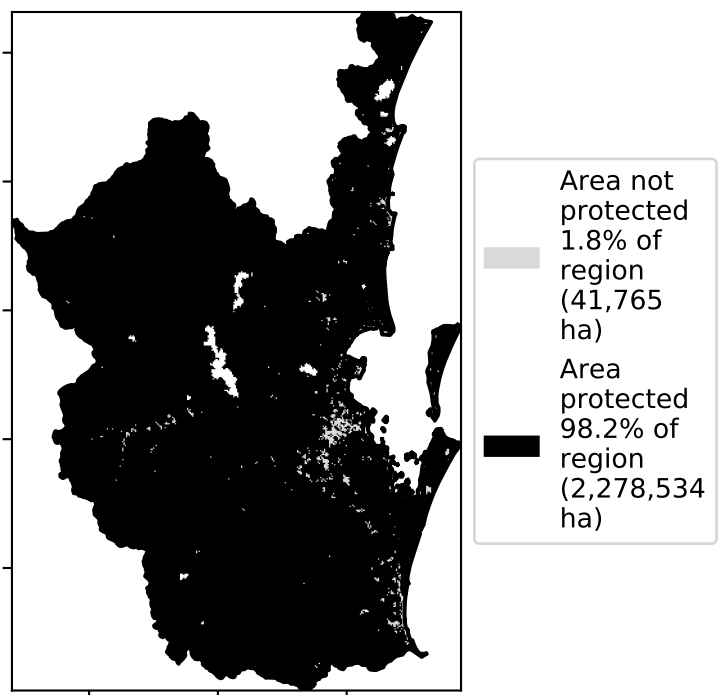 Area not
protected
1.8% of
region
(41,765
ha)
Area
protected
98.2% of
region
(2,278,534
ha)